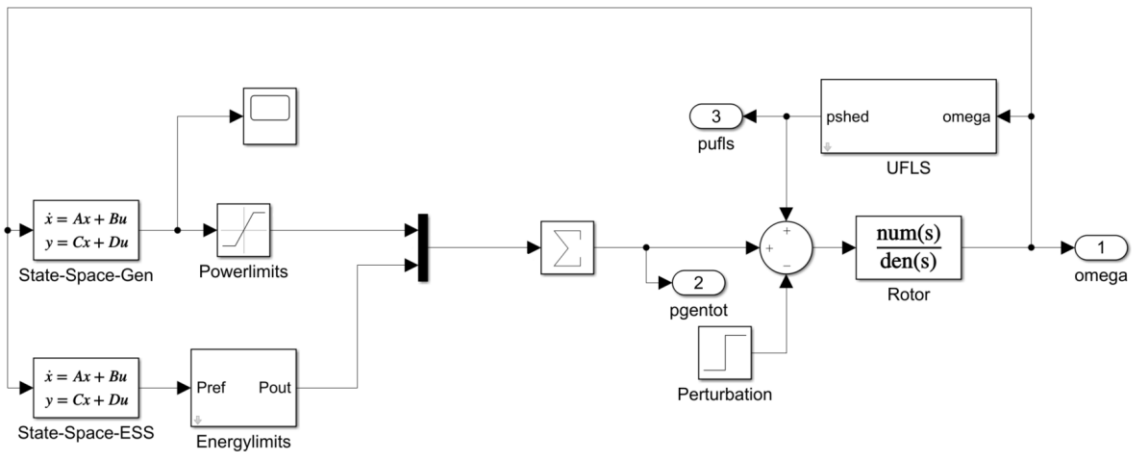 3
pufls
pshed omega
UFLS
ẋ = Ax + Bu
y = Cx + Du
State-Space-Gen
Powerlimits
Σ
+
+
−
num(s)
den(s)
Rotor
1
omega
2
pgentot
Perturbation
ẋ = Ax + Bu
y = Cx + Du
State-Space-ESS
Pref Pout
Energylimits